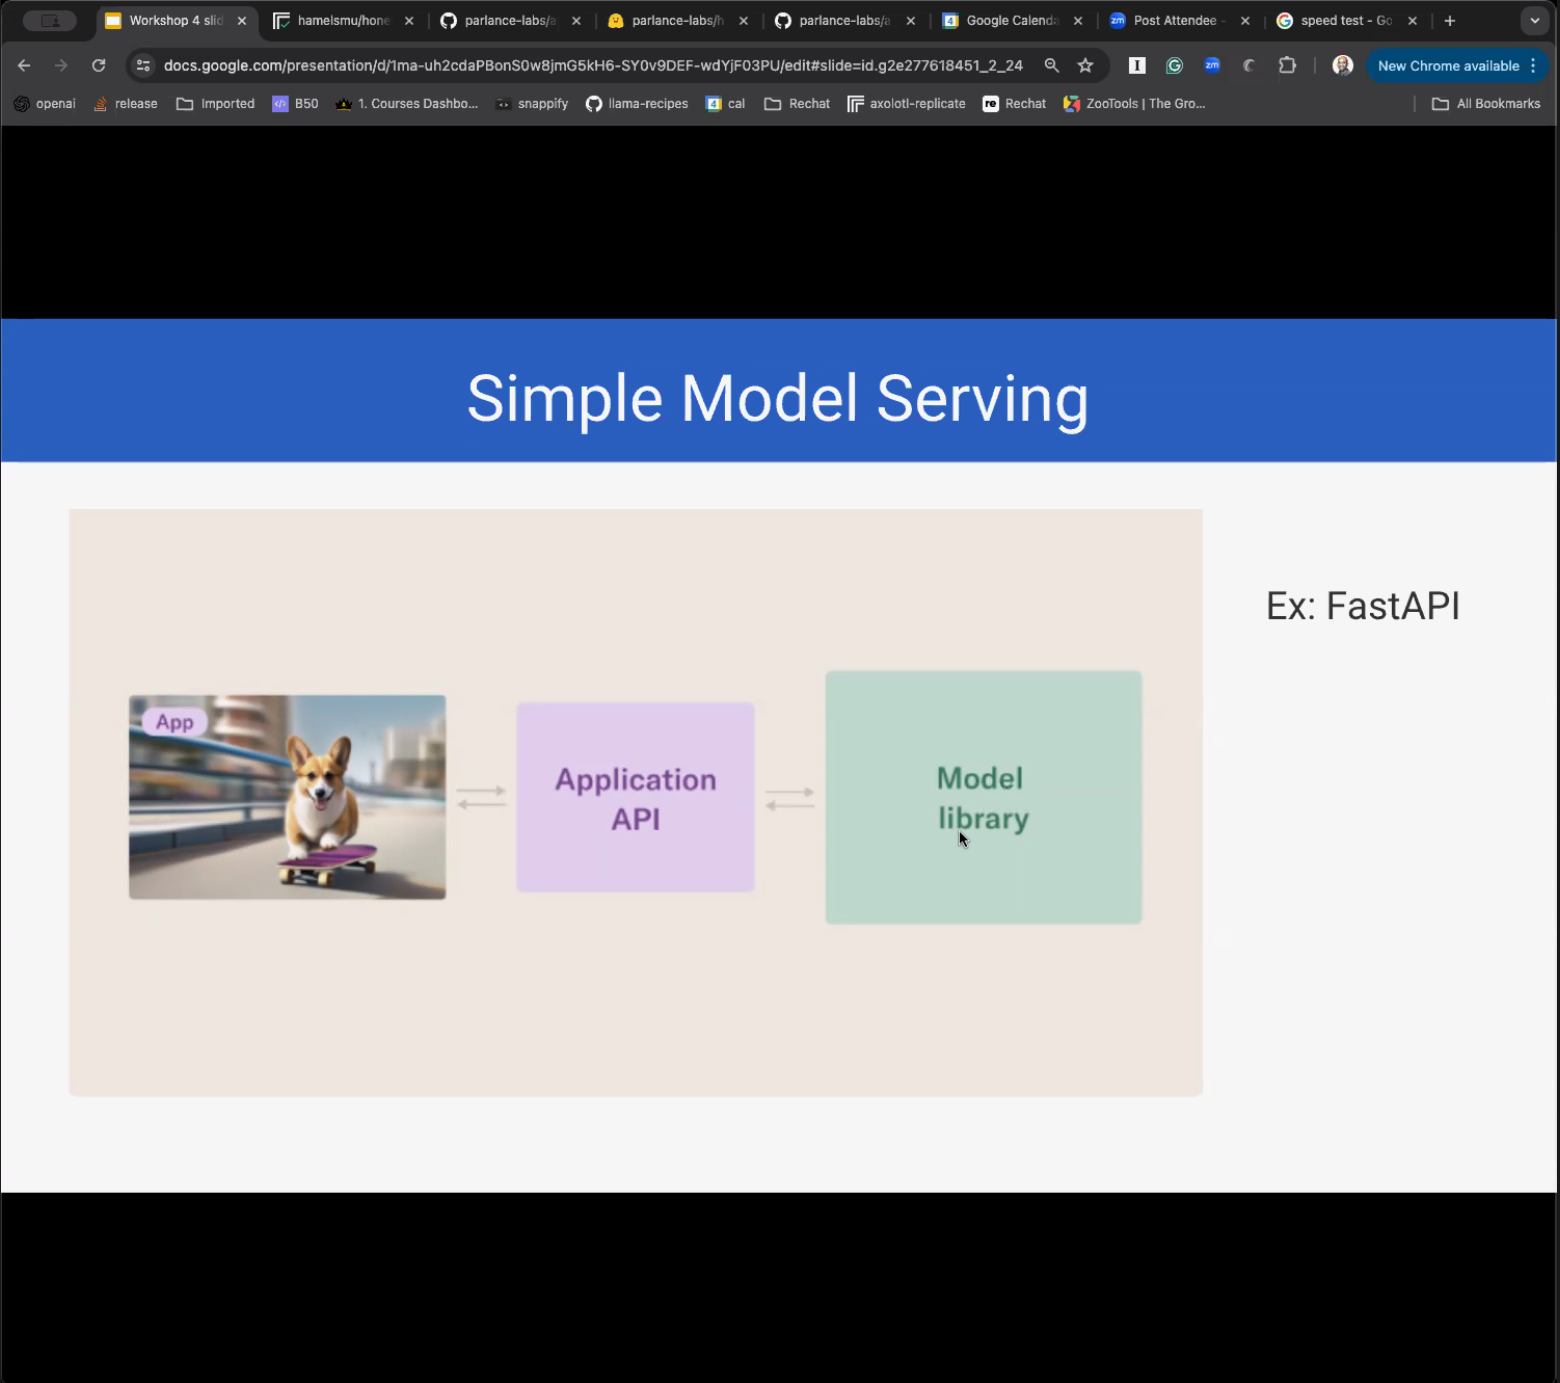 Workshop 4 slid
hamelsmu/hone
parlance-labs/a
parlance-labs/h
parlance-labs/a
Google Calenda
Post Attendee -
speed test - Go
docs.google.com/presentation/d/1ma-uh2cdaPBonS0w8jmG5kH6-SY0v9DEF-wdYjF03PU/edit#slide=id.g2e277618451_2_24
New Chrome available
openai
release
Imported
B50
1. Courses Dashbo...
snappify
llama-recipes
cal
Rechat
axolotl-replicate
Rechat
ZooTools | The Gro...
All Bookmarks
Simple Model Serving
Ex: FastAPI
App
Application
API
Model
library